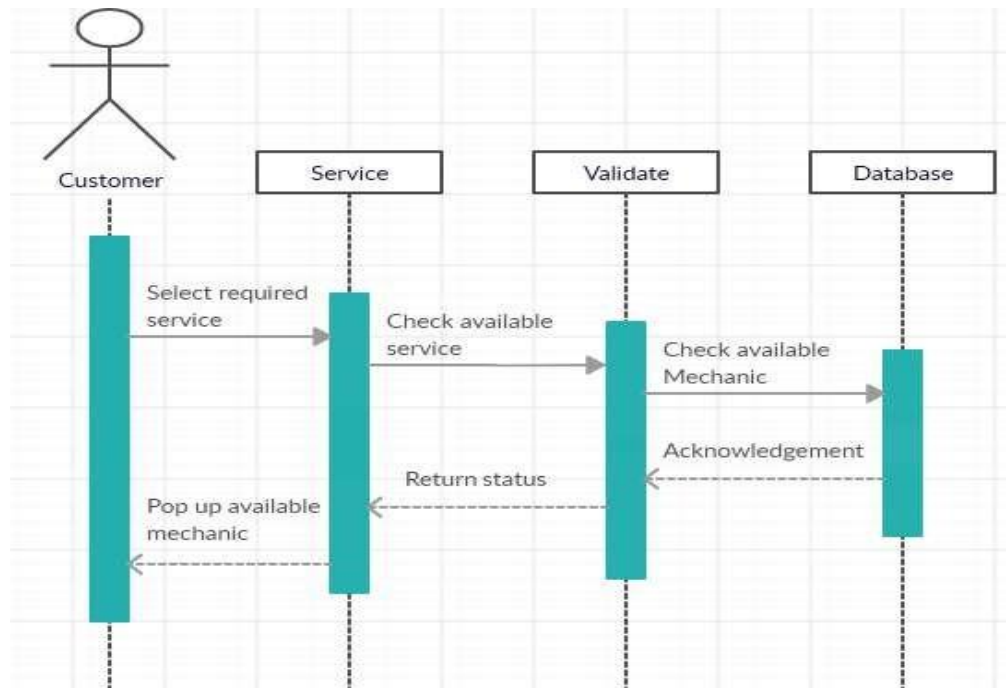 Customer
Service
Validate
Database
Select required
service
Check available
service
Check available
Mechanic
Acknowledgement
Return status
Pop up available
mechanic